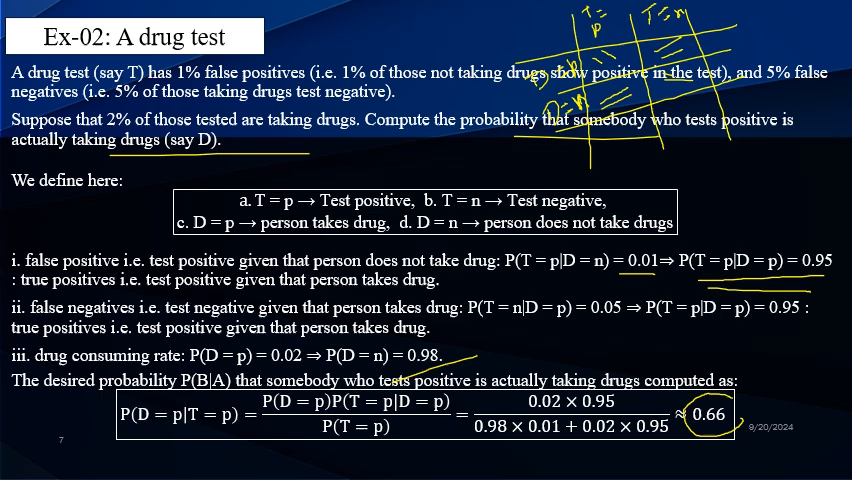 Ex-02: A drug test
T =
p
T = n
D = p
D = n
A drug test (say T) has 1% false positives (i.e. 1% of those not taking drugs show positive in the test), and 5% false
negatives (i.e. 5% of those taking drugs test negative).
Suppose that 2% of those tested are taking drugs. Compute the probability that somebody who tests positive is
actually taking drugs (say D).
We define here:
a. T = p → Test positive, b. T = n → Test negative,
c. D = p → person takes drug, d. D = n → person does not take drugs
i. false positive i.e. test positive given that person does not take drug: P(T = p|D = n) = 0.01⇒ P(T = p|D = p) = 0.95
: true positives i.e. test positive given that person takes drug.
ii. false negatives i.e. test negative given that person takes drug: P(T = n|D = p) = 0.05 ⇒ P(T = p|D = p) = 0.95 :
true positives i.e. test positive given that person takes drug.
iii. drug consuming rate: P(D = p) = 0.02 ⇒ P(D = n) = 0.98.
The desired probability P(B|A) that somebody who tests positive is actually taking drugs computed as:
P(D = p|T = p) = P(D = p)P(T = p|D = p) / P(T = p) = 0.02 × 0.95 / 0.98 × 0.01 + 0.02 × 0.95 ≈ 0.66
7
9/20/2024